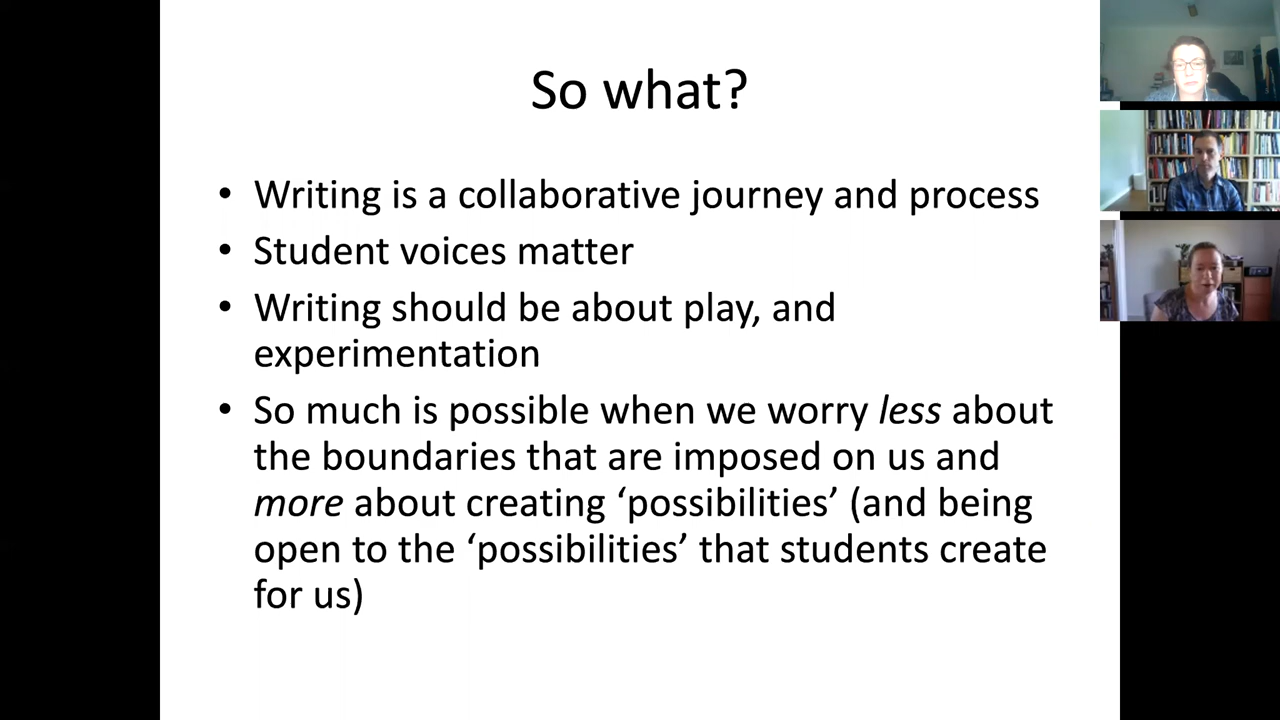 So what?
• Writing is a collaborative journey and process
• Student voices matter
• Writing should be about play, and
experimentation
• So much is possible when we worry less about
the boundaries that are imposed on us and
more about creating ‘possibilities’ (and being
open to the ‘possibilities’ that students create
for us)